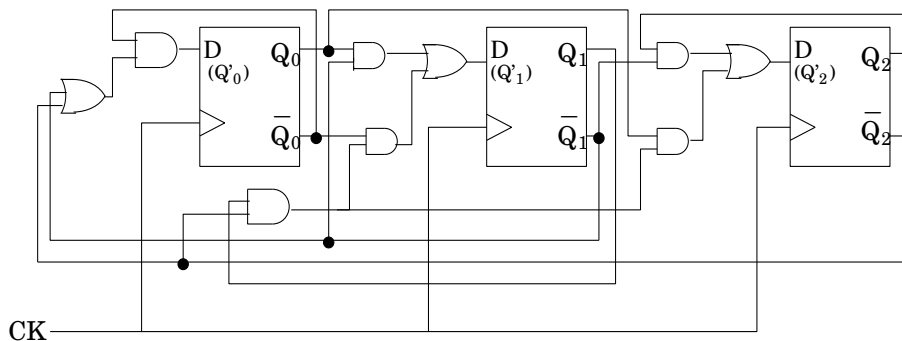 D Q₀ Q₁ D Q₂
(Q'₀) (Q'₁) (Q'₂)
Q̅₀ Q̅₁ Q̅₂
CK